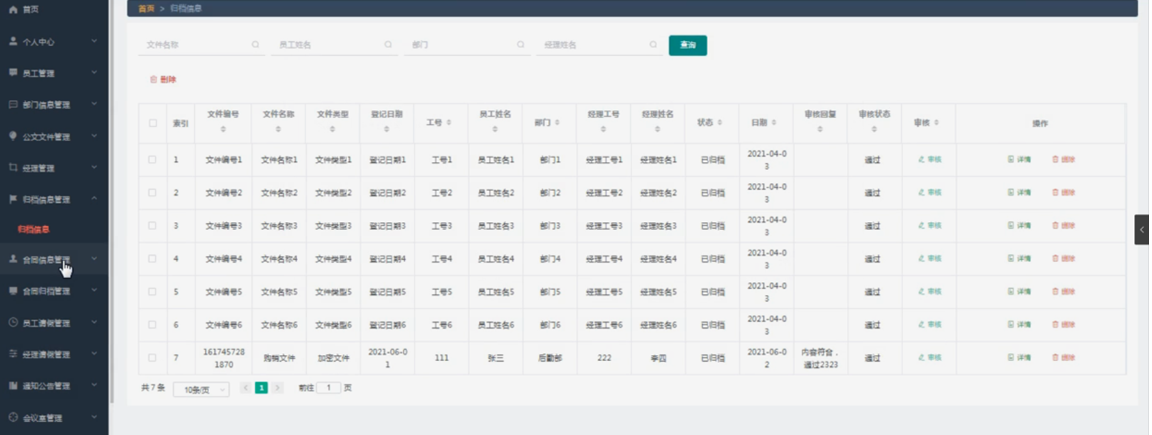 首页
个人中心
员工管理
部门信息管理
公文文件管理
经理管理
归档信息管理
归档信息
合同信息管理
合同归档管理
员工请假管理
经理请假管理
通知公告管理
会议室管理
首页 > 归档信息
文件名称 员工姓名 部门 经理姓名 查询
删除
索引 文件编号 文件名称 文件类型 登记日期 工号 员工姓名 部门 经理工号 经理姓名 状态 日期 审核回复 审核状态 审核 操作
1 文件编号1 文件名称1 文件类型1 登记日期1 工号1 员工姓名1 部门1 经理工号1 经理姓名1 已归档 2021-04-03 通过 审核 详情 删除
2 文件编号2 文件名称2 文件类型2 登记日期2 工号2 员工姓名2 部门2 经理工号2 经理姓名2 已归档 2021-04-03 通过 审核 详情 删除
3 文件编号3 文件名称3 文件类型3 登记日期3 工号3 员工姓名3 部门3 经理工号3 经理姓名3 已归档 2021-04-03 通过 审核 详情 删除
4 文件编号4 文件名称4 文件类型4 登记日期4 工号4 员工姓名4 部门4 经理工号4 经理姓名4 已归档 2021-04-03 通过 审核 详情 删除
5 文件编号5 文件名称5 文件类型5 登记日期5 工号5 员工姓名5 部门5 经理工号5 经理姓名5 已归档 2021-04-03 通过 审核 详情 删除
6 文件编号6 文件名称6 文件类型6 登记日期6 工号6 员工姓名6 部门6 经理工号6 经理姓名6 已归档 2021-04-03 通过 审核 详情 删除
7 1617457281870 购销文件 加密文件 2021-06-01 111 张三 后勤部 222 李四 已归档 2021-06-02 内容符合，通过2323 通过 审核 详情 删除
共 7 条 10条/页 < 1 > 前往 1 页